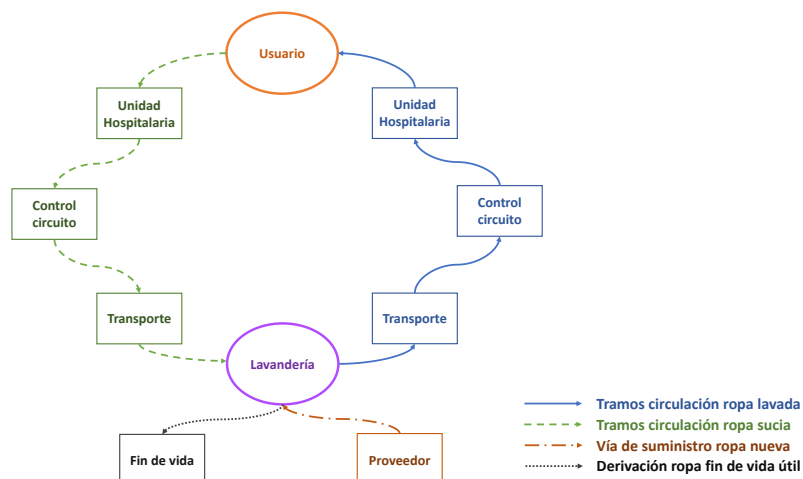 Usuario
Unidad
Hospitalaria
Unidad
Hospitalaria
Control
circuito
Control
circuito
Transporte
Transporte
Lavandería
Fin de vida
Proveedor
Tramos circulación ropa lavada
Tramos circulación ropa sucia
Vía de suministro ropa nueva
Derivación ropa fin de vida útil